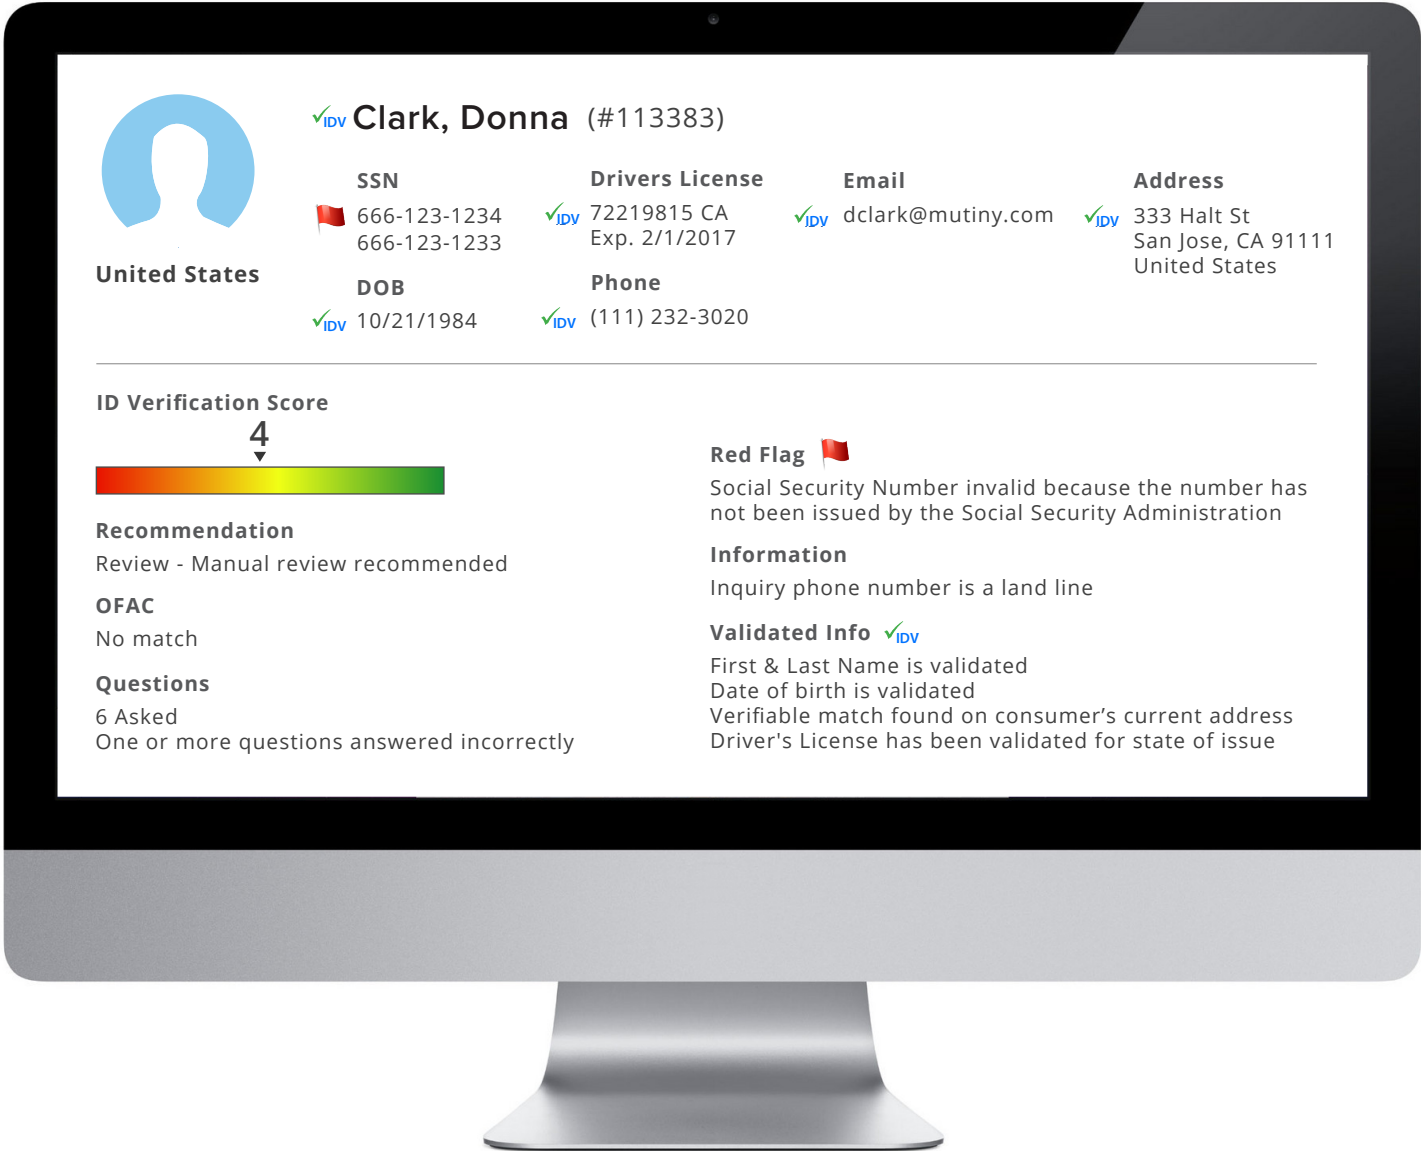 IDV Clark, Donna (#113383)
SSN
666-123-1234
666-123-1233
Drivers License
IDV 72219815 CA
Exp. 2/1/2017
Email
IDV dclark@mutiny.com
Address
IDV 333 Halt St
San Jose, CA 91111
United States
United States
DOB
IDV 10/21/1984
Phone
IDV (111) 232-3020
ID Verification Score
4
Recommendation
Review - Manual review recommended
OFAC
No match
Questions
6 Asked
One or more questions answered incorrectly
Red Flag
Social Security Number invalid because the number has
not been issued by the Social Security Administration
Information
Inquiry phone number is a land line
Validated Info IDV
First & Last Name is validated
Date of birth is validated
Verifiable match found on consumer’s current address
Driver's License has been validated for state of issue